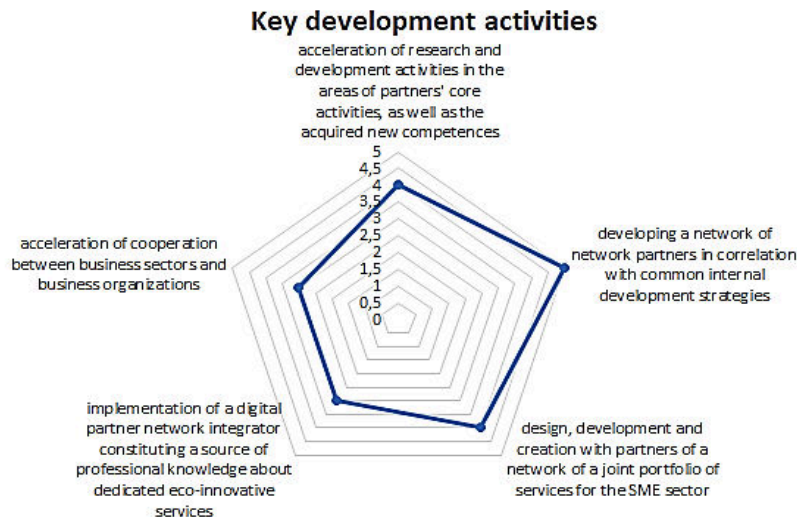 Key development activities
acceleration of research and
development activities in the
areas of partners' core
activities, as well as the
acquired new competences
5
4,5
4
3,5
3
2,5
2
1,5
1
0,5
0
developing a network of
network partners in correlation
with common internal
development strategies
design, development and
creation with partners of a
network of a joint portfolio of
services for the SME sector
implementation of a digital
partner network integrator
constituting a source of
professional knowledge about
dedicated eco-innovative
services
acceleration of cooperation
between business sectors and
business organizations